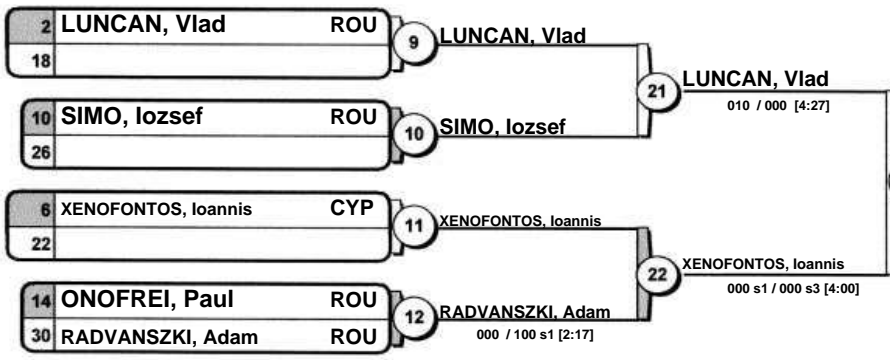 2 LUNCAN, Vlad ROU
18
9
LUNCAN, Vlad
10 SIMO, Iozsef ROU
26
10
SIMO, Iozsef
21
LUNCAN, Vlad
010 / 000 [4:27]
6 XENOFONTOS, Ioannis CYP
22
11
XENOFONTOS, Ioannis
14 ONOFREI, Paul ROU
30 RADVANSZKI, Adam ROU
12
RADVANSZKI, Adam
000 / 100 s1 [2:17]
22
XENOFONTOS, Ioannis
000 s1 / 000 s3 [4:00]